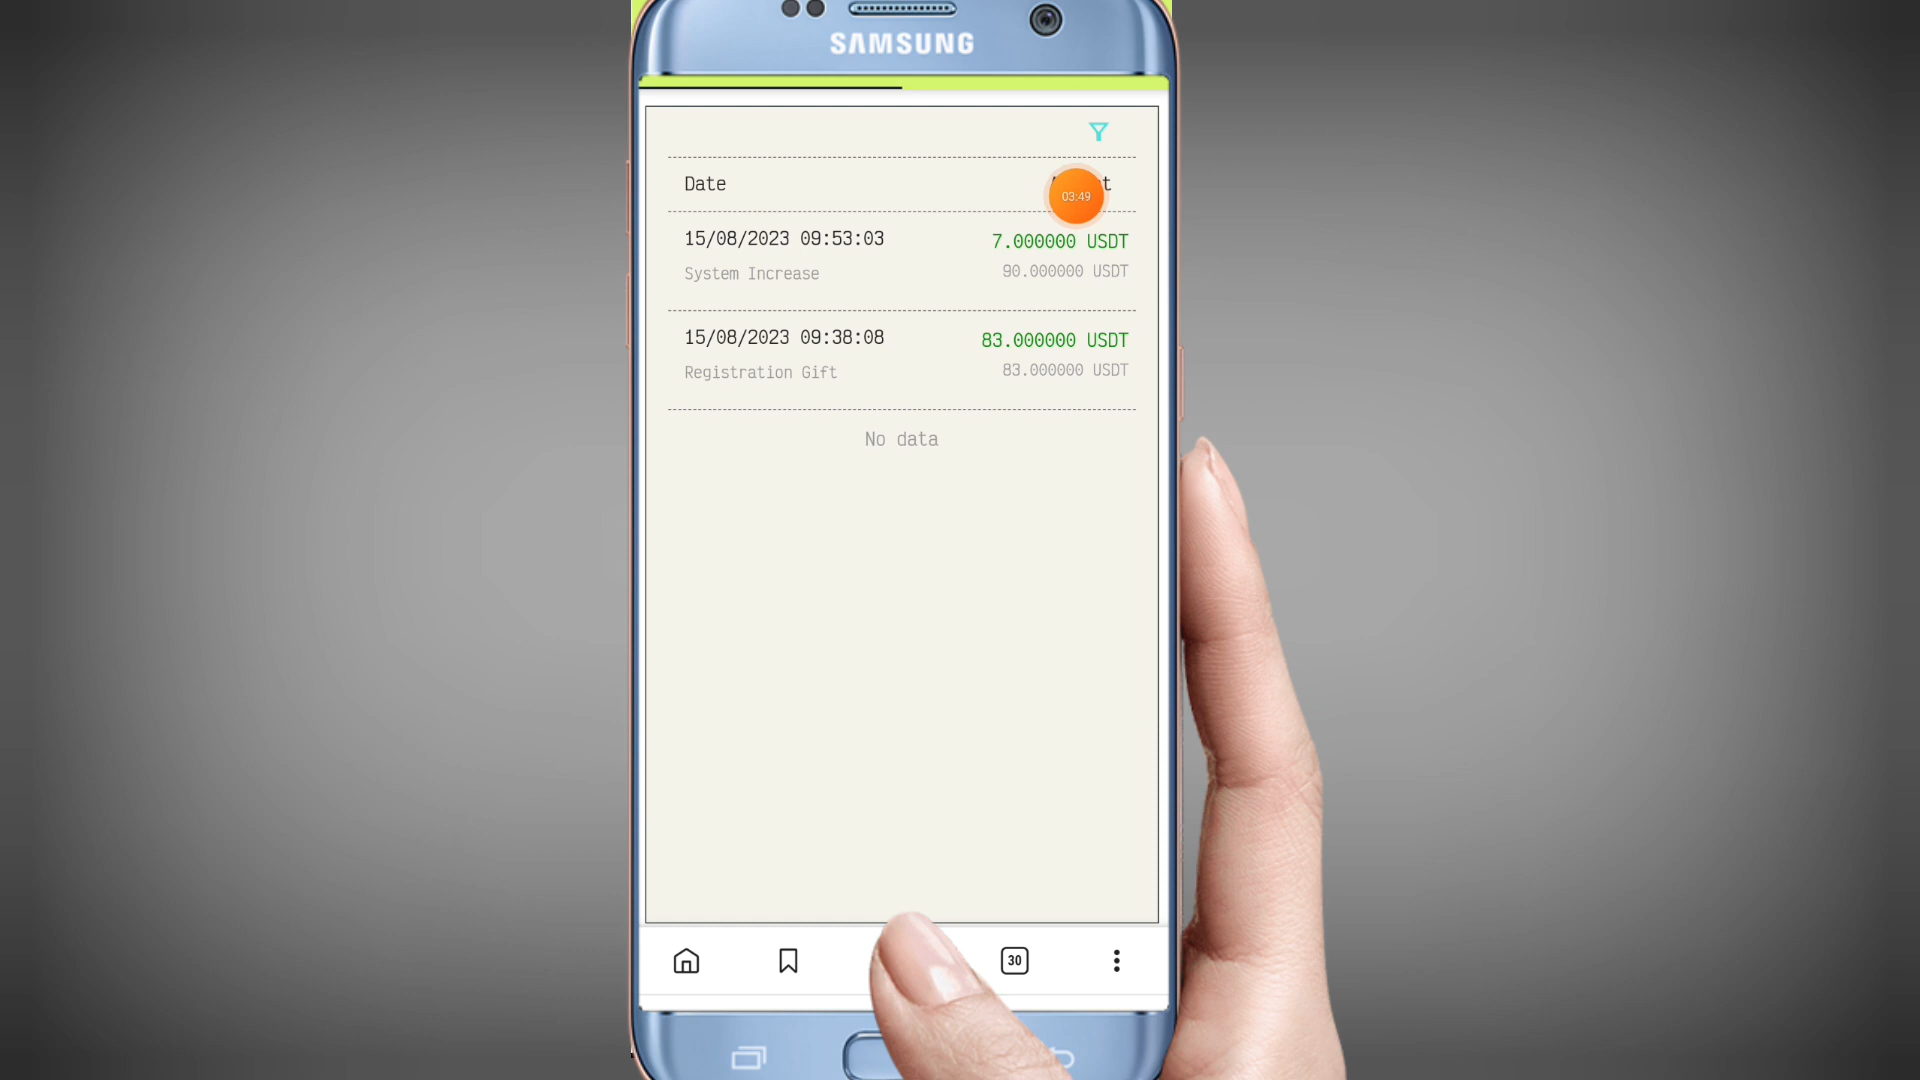 SAMSUNG
Date
03:49
15/08/2023 09:53:03
7.000000 USDT
System Increase
90.000000 USDT
15/08/2023 09:38:08
83.000000 USDT
Registration Gift
83.000000 USDT
No data
30